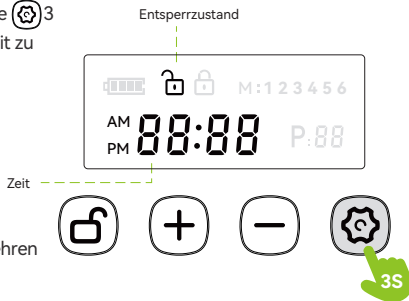 Entsperrzustand
e 3
it zu
M:123456
AM
PM
88:88
P:88
Zeit
hren
3S